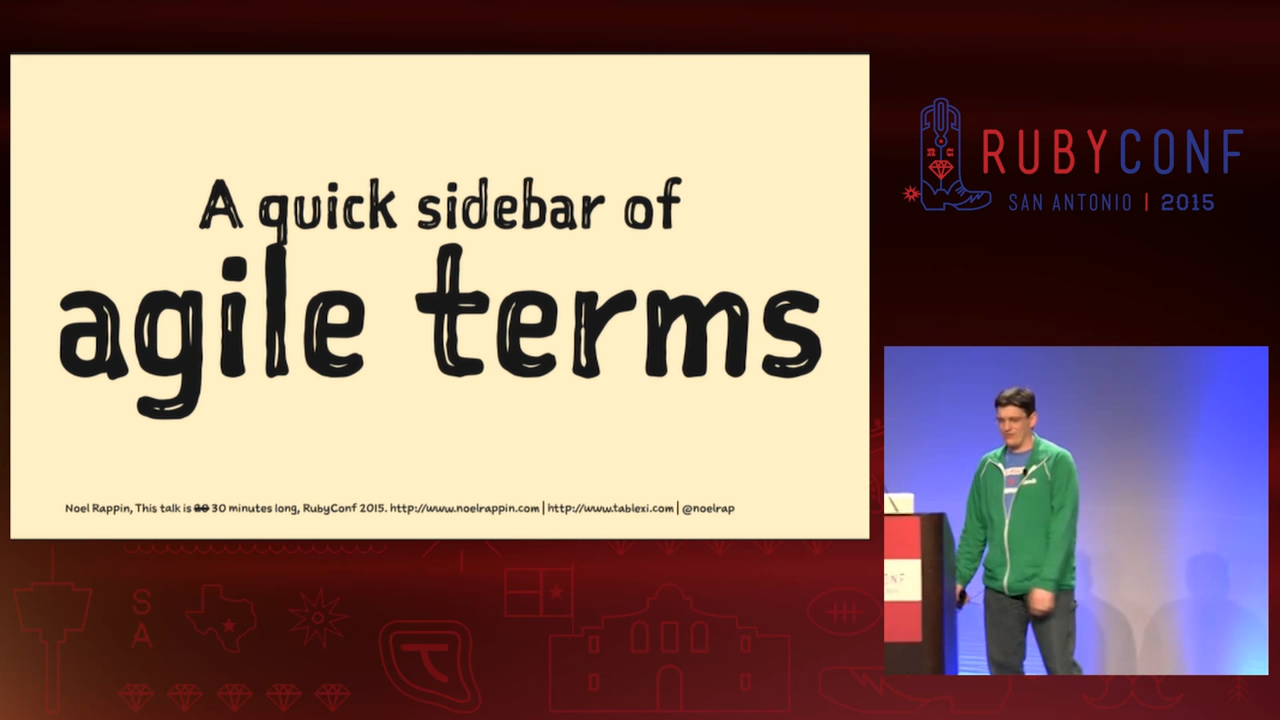 A quick sidebar of
agile terms
Noel Rappin, This talk is 20 30 minutes long, RubyConf 2015. http://www.noelrappin.com | http://www.tablexi.com | @noelrap
RUBYCONF
SAN ANTONIO | 2015
S
A